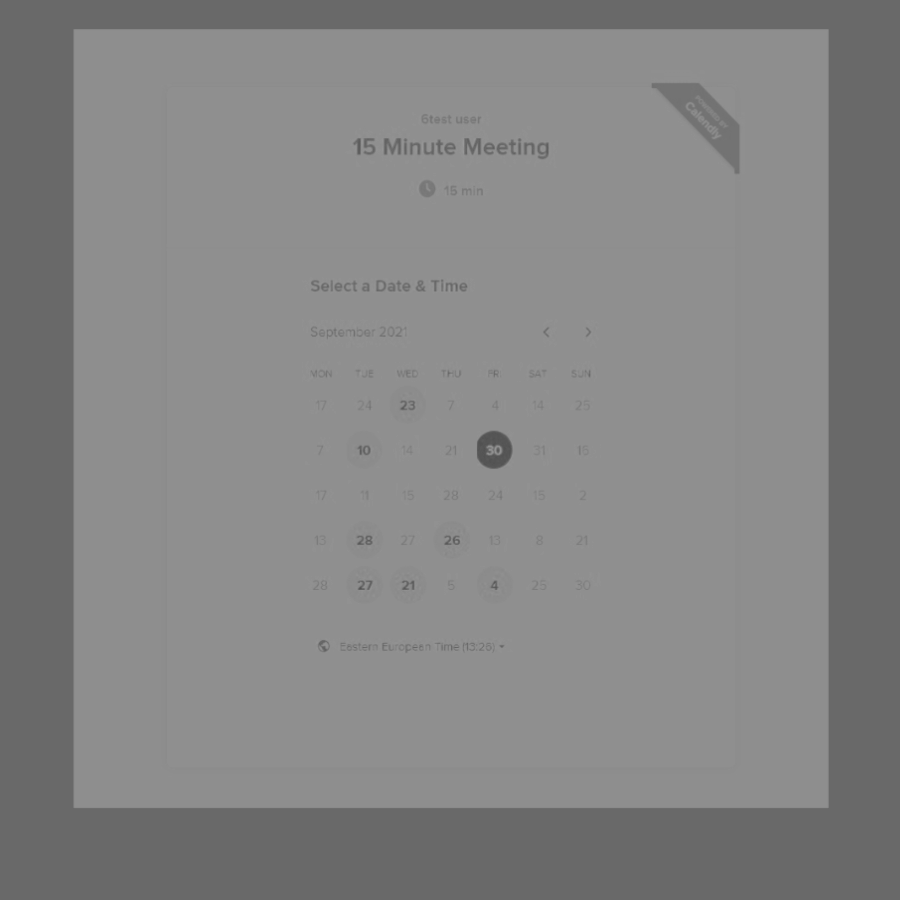 POWERED BY
Calendly
6test user
15 Minute Meeting
15 min
Select a Date & Time
September 2021
MON TUE WED THU FRI SAT SUN
17 24 23 7 4 14 25
7 10 14 21 30 31 15
17 11 15 28 24 15 2
13 28 27 26 13 8 21
28 27 21 5 4 25 30
Eastern European Time (13:26)